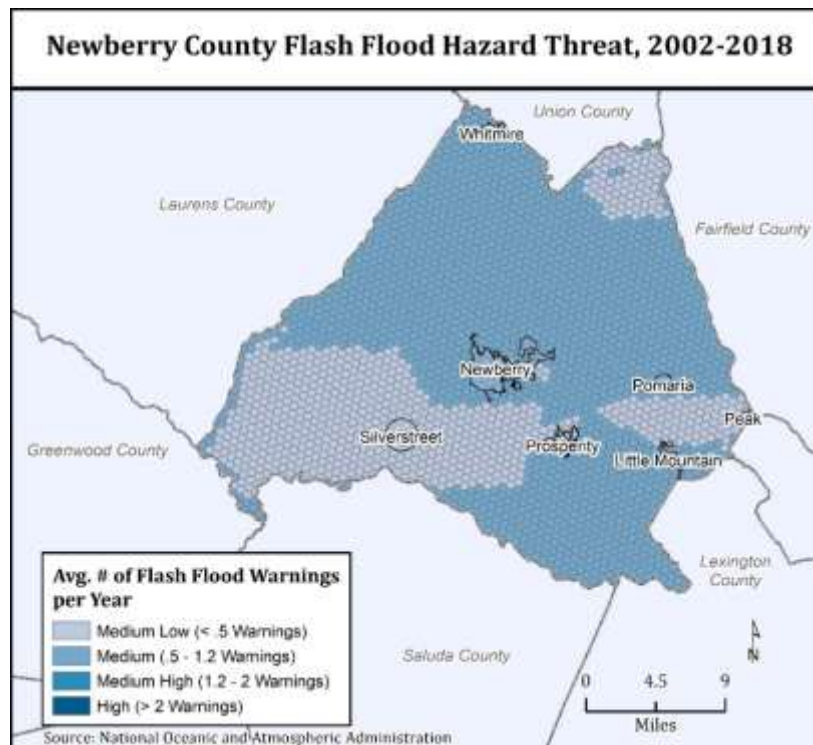 Newberry County Flash Flood Hazard Threat, 2002-2018
Union County
Whitmire
Laurens County
Fairfield County
Newberry
Pomaria
Peak
Silverstreet
Prosperity
Greenwood County
Little Mountain
Lexington
County
Avg. # of Flash Flood Warnings
per Year
Medium Low (< .5 Warnings)
Medium (.5 - 1.2 Warnings)
Medium High (1.2 - 2 Warnings)
High (> 2 Warnings)
Saluda County
N
0 4.5 9
Miles
Source: National Oceanic and Atmospheric Administration